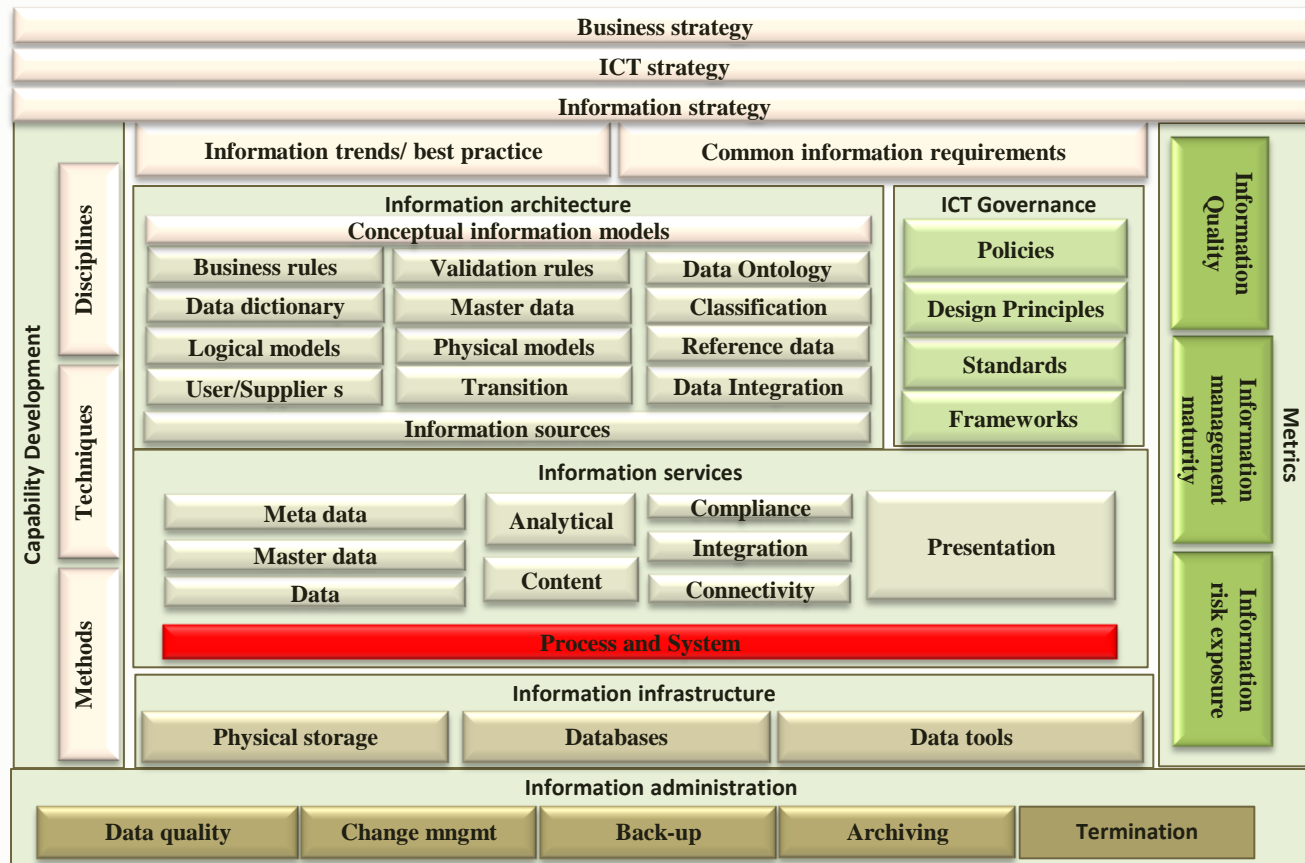 Business strategy
ICT strategy
Information strategy
Information trends/ best practice
Common information requirements
Capability Development
Disciplines
Techniques
Methods
Information architecture
Conceptual information models
Business rules
Validation rules
Data Ontology
Data dictionary
Master data
Classification
Logical models
Physical models
Reference data
User/Supplier s
Transition
Data Integration
Information sources
ICT Governance
Policies
Design Principles
Standards
Frameworks
Information services
Meta data
Master data
Data
Analytical
Content
Compliance
Integration
Connectivity
Presentation
Process and System
Information infrastructure
Physical storage
Databases
Data tools
Metrics
Information
Quality
Information
management
maturity
Information
risk exposure
Information administration
Data quality
Change mngmt
Back-up
Archiving
Termination